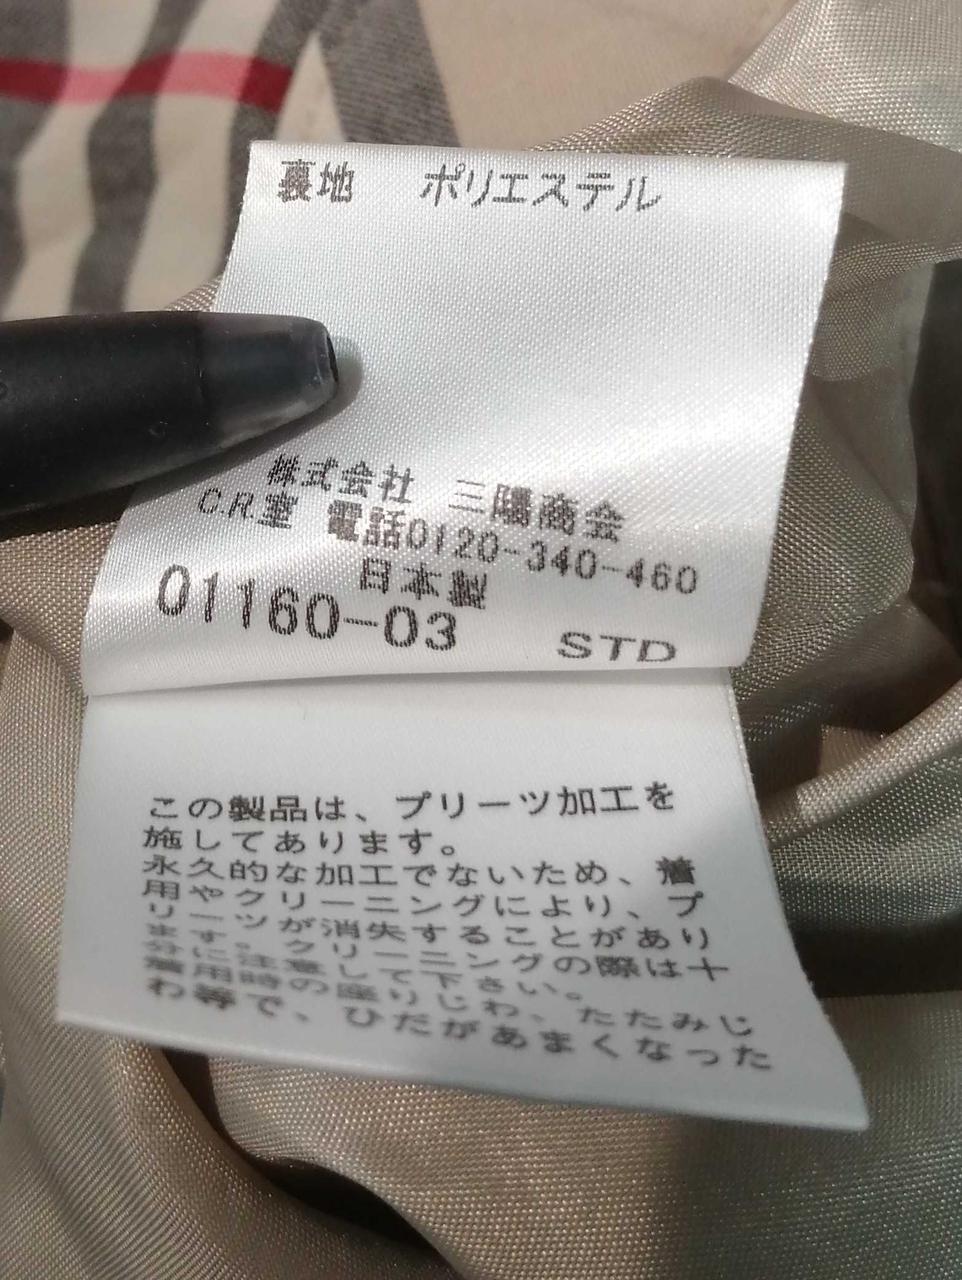 裏地 ポリエステル
株式会社 三陽商会
C.R.室 電話0120-340-460
日本製
01160-03 STD
この製品は、プリーツ加工を
施してあります。
永久的な加工でないため、着
用やクリーニングにより、プ
リーツが消失することがあり
ます。クリーニングの際は十
分に注意して下さい。
着用時の座りじわ、たたみじ
わ等で、ひだがあまくなった